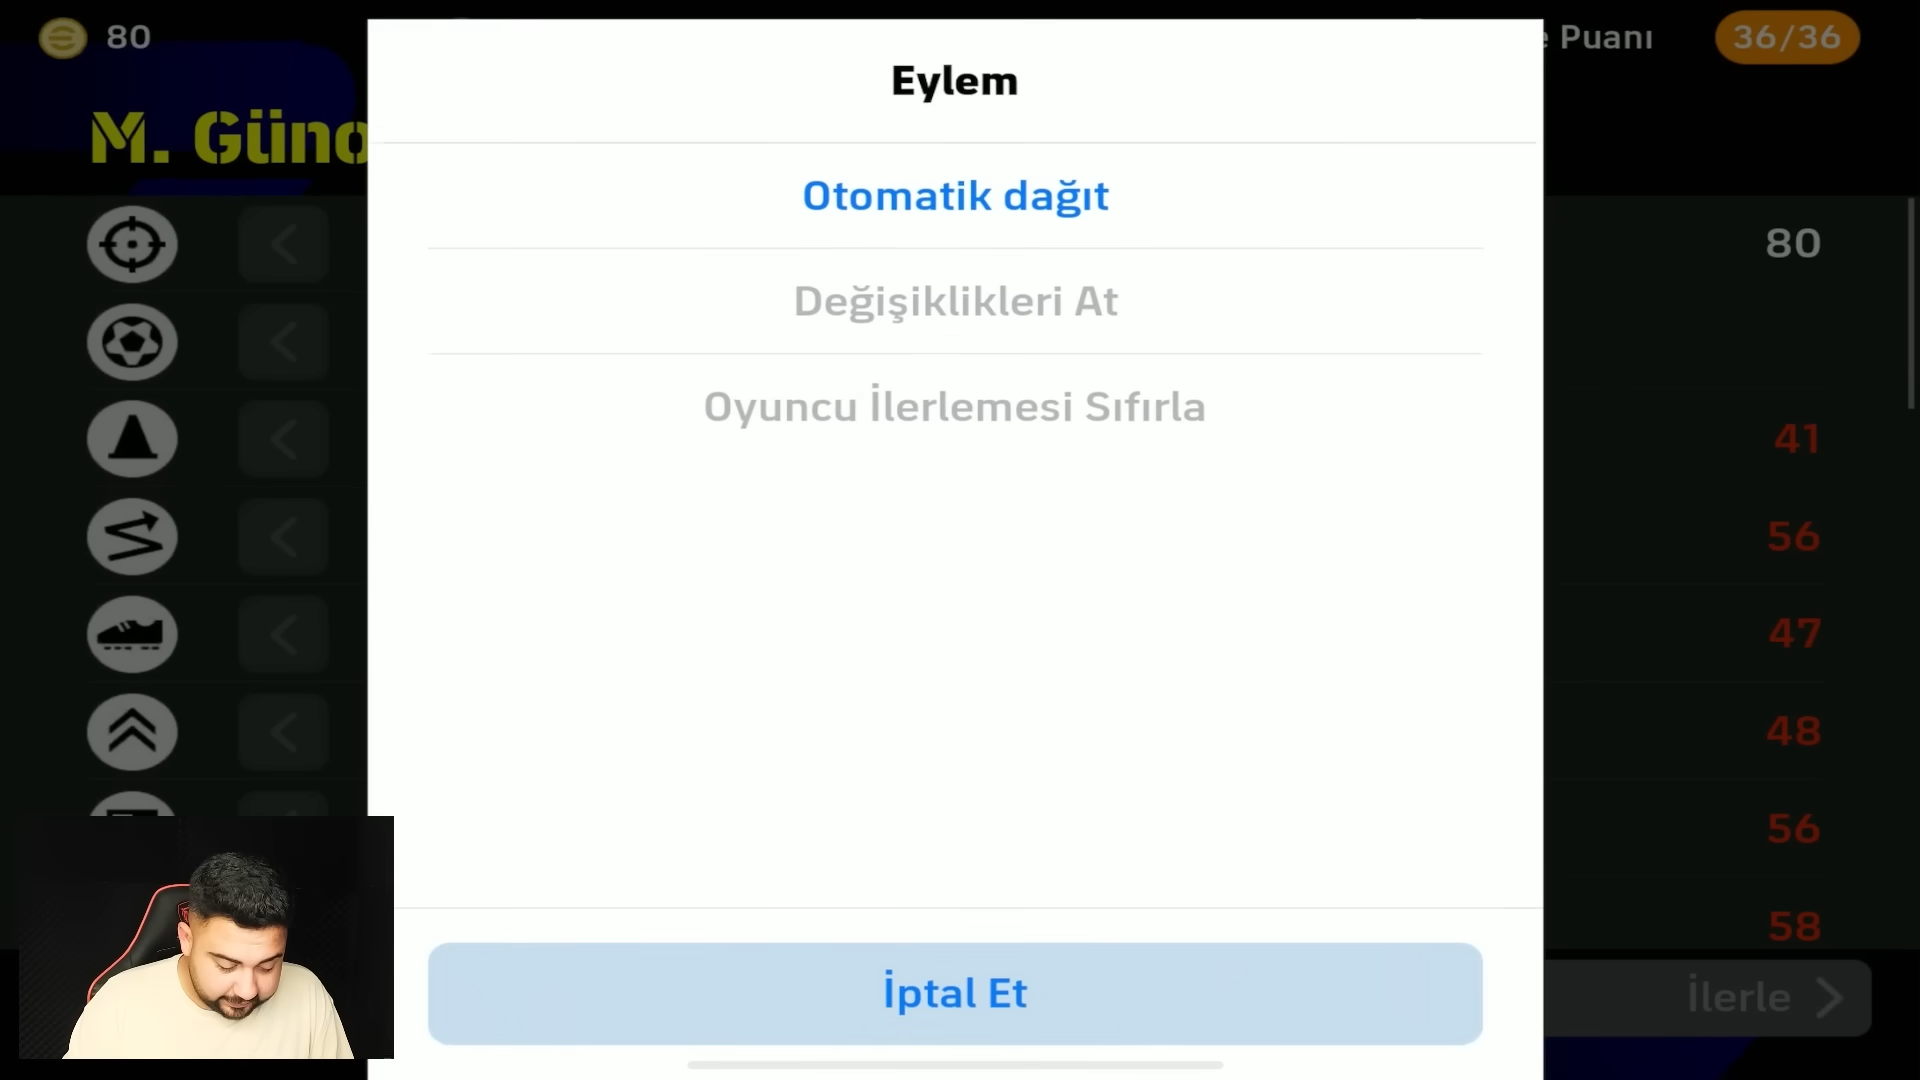 80
Eylem
Puanı
36/36
M. Güno
Otomatik dağıt
80
Değişiklikleri At
Oyuncu İlerlemesi Sıfırla
41
56
47
48
56
58
İptal Et
İlerle